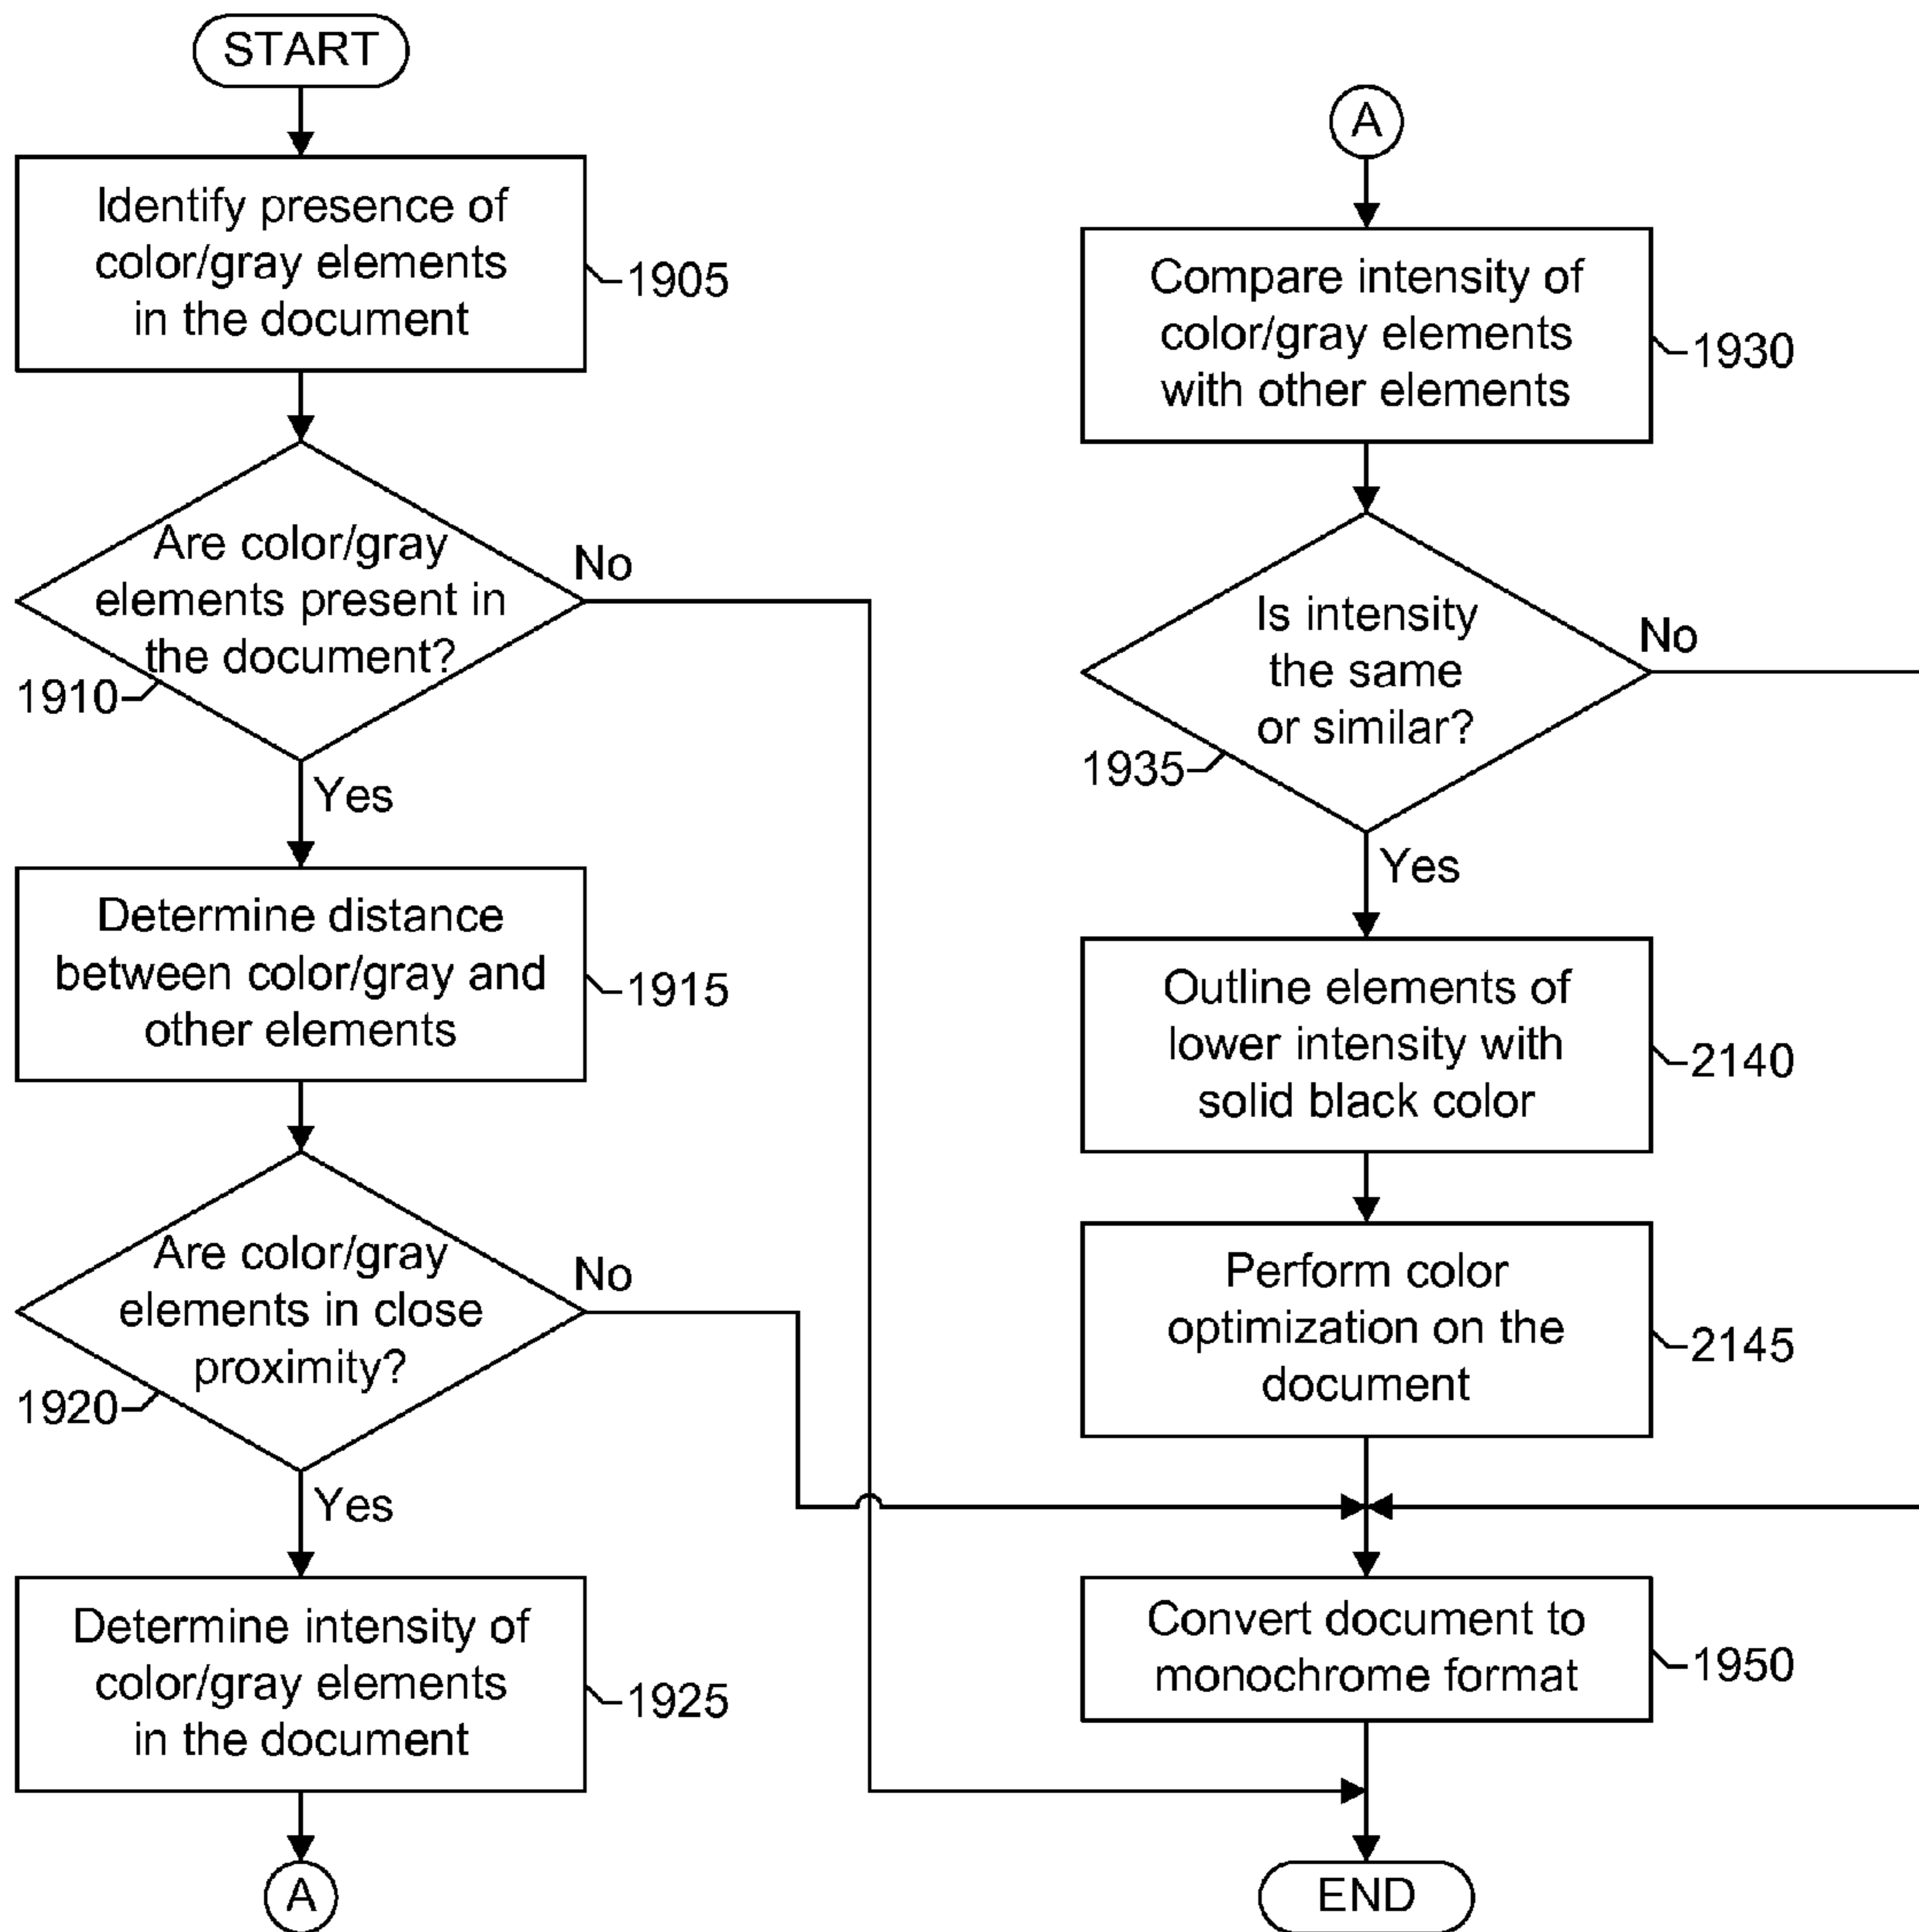 START
Identify presence of
color/gray elements
in the document
1905
Are color/gray
elements present in
the document?
No
1910
Yes
Determine distance
between color/gray and
other elements
1915
Are color/gray
elements in close
proximity?
No
1920
Yes
Determine intensity of
color/gray elements
in the document
1925
A
A
Compare intensity of
color/gray elements
with other elements
1930
Is intensity
the same
or similar?
No
1935
Yes
Outline elements of
lower intensity with
solid black color
2140
Perform color
optimization on the
document
2145
Convert document to
monochrome format
1950
END